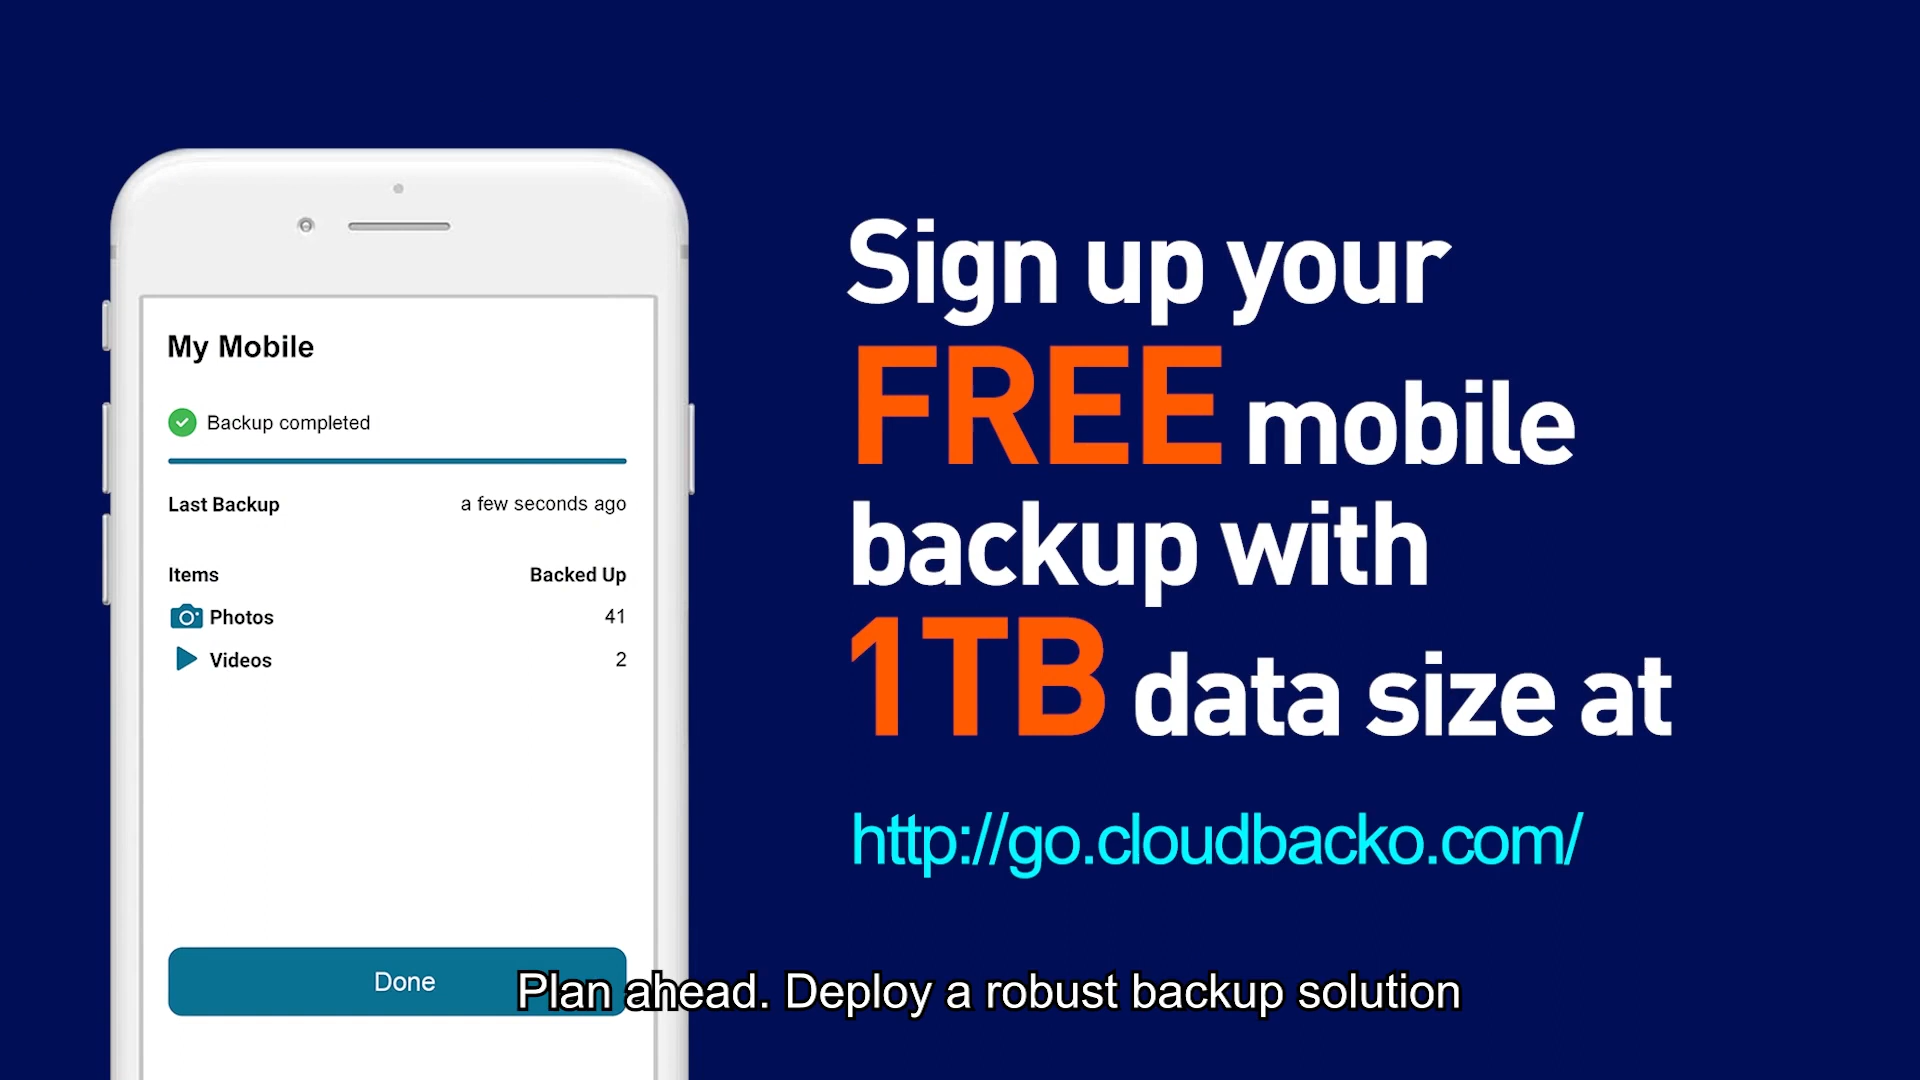 My Mobile
Backup completed
Last Backup a few seconds ago
Items Backed Up
Photos 41
Videos 2
Done
Sign up your
FREE mobile
backup with
1TB data size at
http://go.cloudbacko.com/
Plan ahead. Deploy a robust backup solution